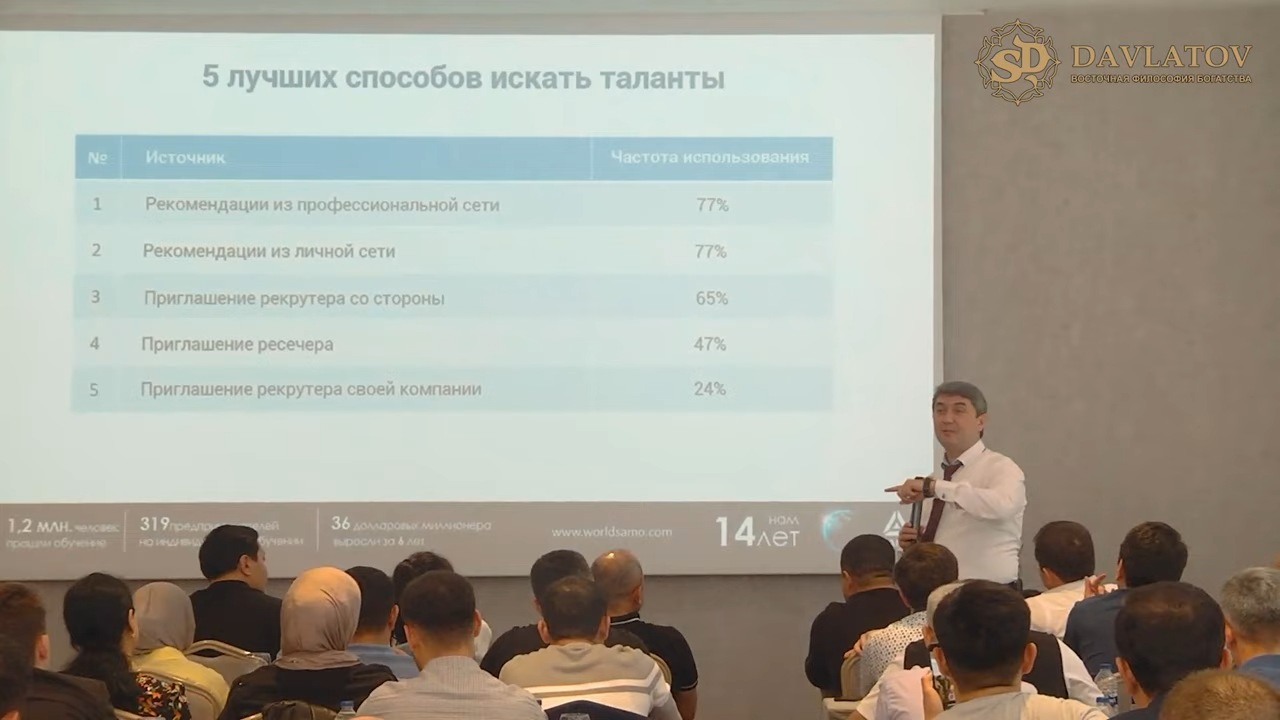 SD DAVLATOV
ВОСТОЧНАЯ ФИЛОСОФИЯ БОГАТСТВА
5 лучших способов искать таланты
№ Источник Частота использования
1 Рекомендации из профессиональной сети 77%
2 Рекомендации из личной сети 77%
3 Приглашение рекрутера со стороны 65%
4 Приглашение ресечера 47%
5 Приглашение рекрутера своей компании 24%
1,2 МЛН. человек
прошли обучение
319
на
36 долларовых миллионера
выросли за 6 лет
www.worldsamo.com
14 нам
лет